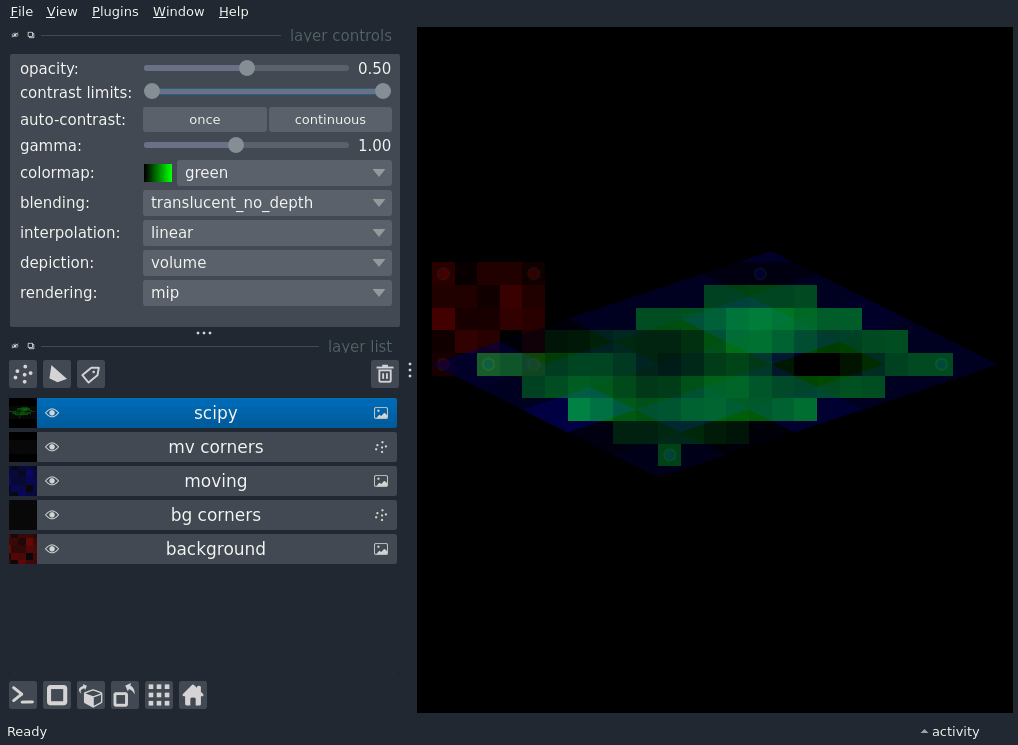 File View Plugins Window Help
layer controls
opacity: 0.50
contrast limits:
auto-contrast: once continuous
gamma: 1.00
colormap: green
blending: translucent_no_depth
interpolation: linear
depiction: volume
rendering: mip
layer list
scipy
mv corners
moving
bg corners
background
Ready activity